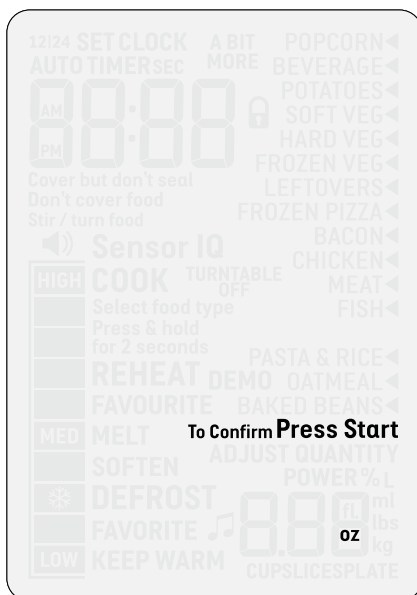 12|24 SET CLOCK A BIT MORE POPCORN
AUTO TIMER SEC BEVERAGE
POTATOES
88:88 AM PM SOFT VEG
HARD VEG
FROZEN VEG
Cover but don't seal
LEFTOVERS
Don't cover food
FROZEN PIZZA
Stir / turn food
BACON
Sensor IQ
CHICKEN
HIGH COOK TURNTABLE OFF MEAT
Select food type FISH
Press & hold
for 2 seconds
PASTA & RICE
REHEAT DEMO OATMEAL
FAVOURITE BAKED BEANS
MED MELT To Confirm Press Start
ADJUST QUANTITY
SOFTEN POWER % L
DEFROST 8.88 fL ml
lbs
FAVORITE oz kg
LOW KEEP WARM CUPSLICESPLATE